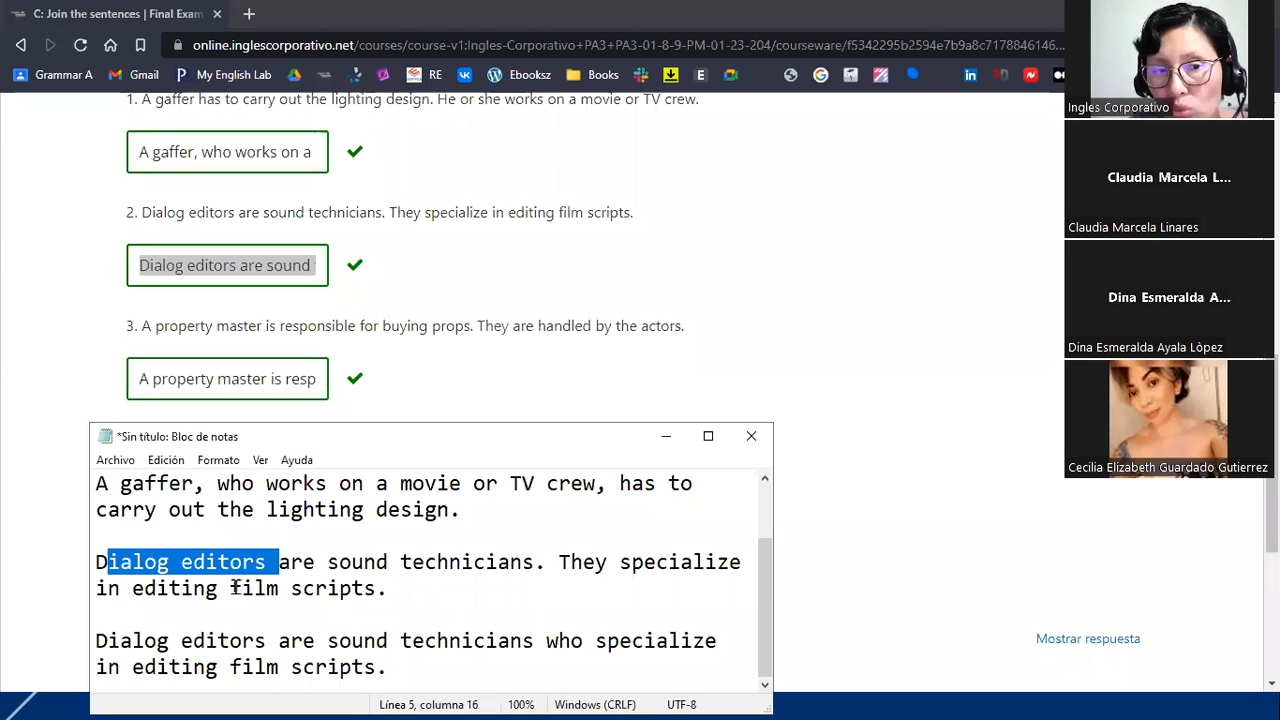 C: Join the sentences | Final Exam
online.inglescorporativo.net/courses/course-v1:Ingles-Corporativo+PA3+PA3-01-8-9-PM-01-23-204/courseware/f5342295b2594e7b9a8c7178846146...
Grammar A
Gmail
My English Lab
RE
Ebooksz
Books
1. A gaffer has to carry out the lighting design. He or she works on a movie or TV crew.
A gaffer, who works on a
2. Dialog editors are sound technicians. They specialize in editing film scripts.
Dialog editors are sound
3. A property master is responsible for buying props. They are handled by the actors.
A property master is resp
*Sin título: Bloc de notas
Archivo Edición Formato Ver Ayuda
A gaffer, who works on a movie or TV crew, has to
carry out the lighting design.
Dialog editors are sound technicians. They specialize
in editing film scripts.
Dialog editors are sound technicians who specialize
in editing film scripts.
Línea 5, columna 16
100%
Windows (CRLF)
UTF-8
Mostrar respuesta
Ingles Corporativo
Claudia Marcela L...
Claudia Marcela Linares
Dina Esmeralda A...
Dina Esmeralda Ayala Lòpez
Cecilia Elizabeth Guardado Gutierrez